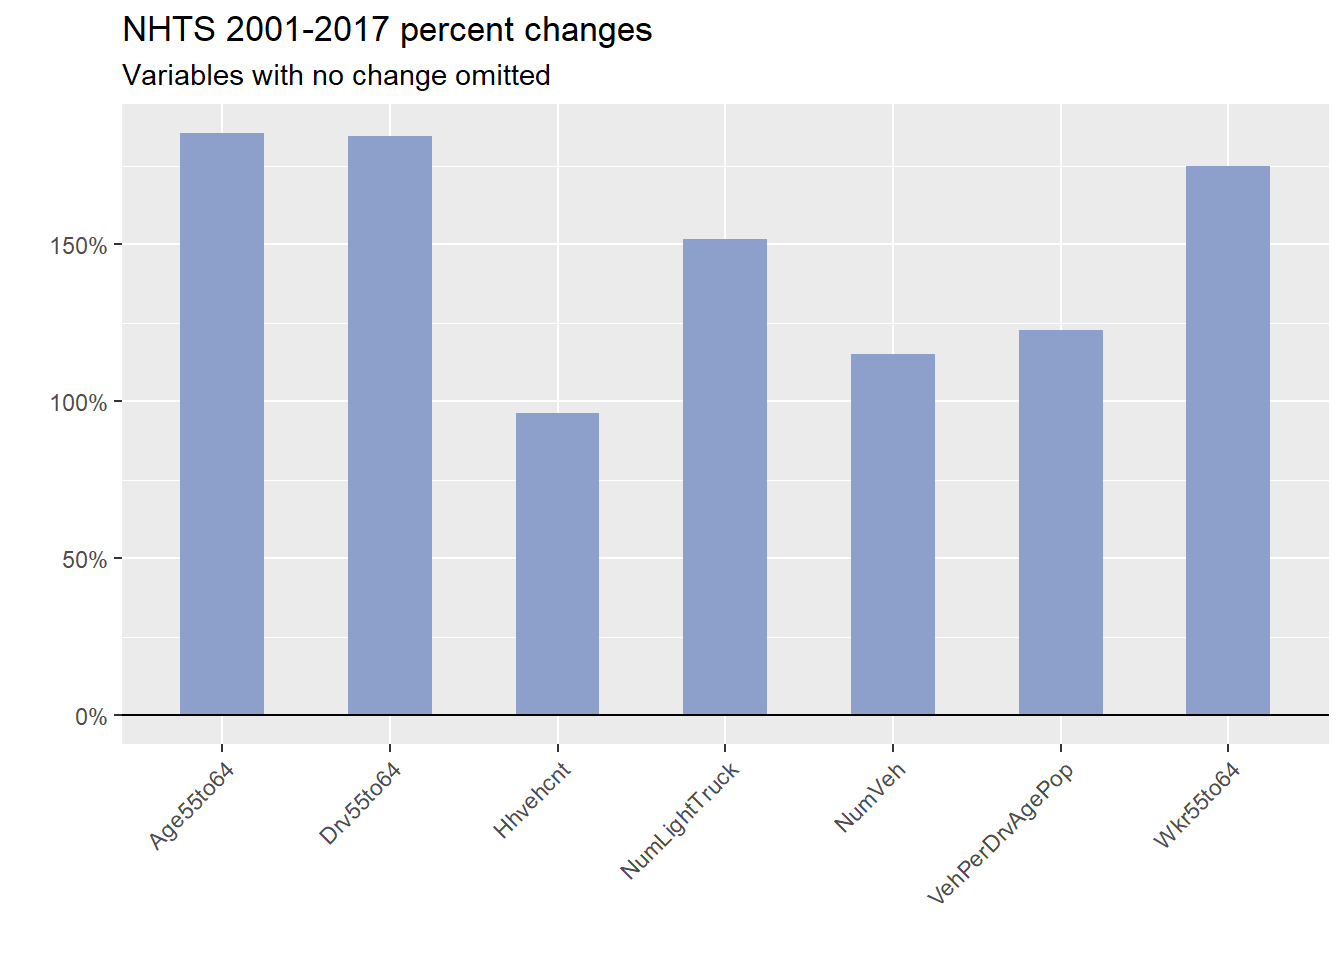 NHTS 2001-2017 percent changes
Variables with no change omitted
150%
100%
50%
0%
Age55to64
Drv55to64
Hhvehcnt
NumLightTruck
NumVeh
VehPerDrvAgePop
Wkr55to64